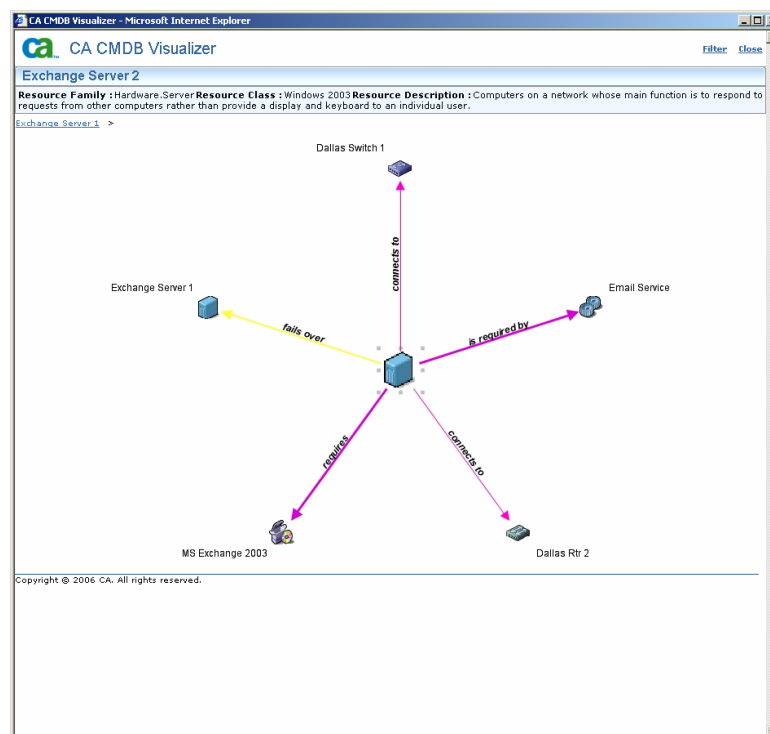 CA CMDB Visualizer - Microsoft Internet Explorer
ca™ CA CMDB Visualizer
Filter Close
Exchange Server 2
Resource Family : Hardware.Server Resource Class : Windows 2003 Resource Description : Computers on a network whose main function is to respond to
requests from other computers rather than provide a display and keyboard to an individual user.
Exchange Server 1 >
Dallas Switch 1
connects to
Exchange Server 1
Email Service
fails over
is required by
requires
connects to
MS Exchange 2003
Dallas Rtr 2
Copyright © 2006 CA. All rights reserved.